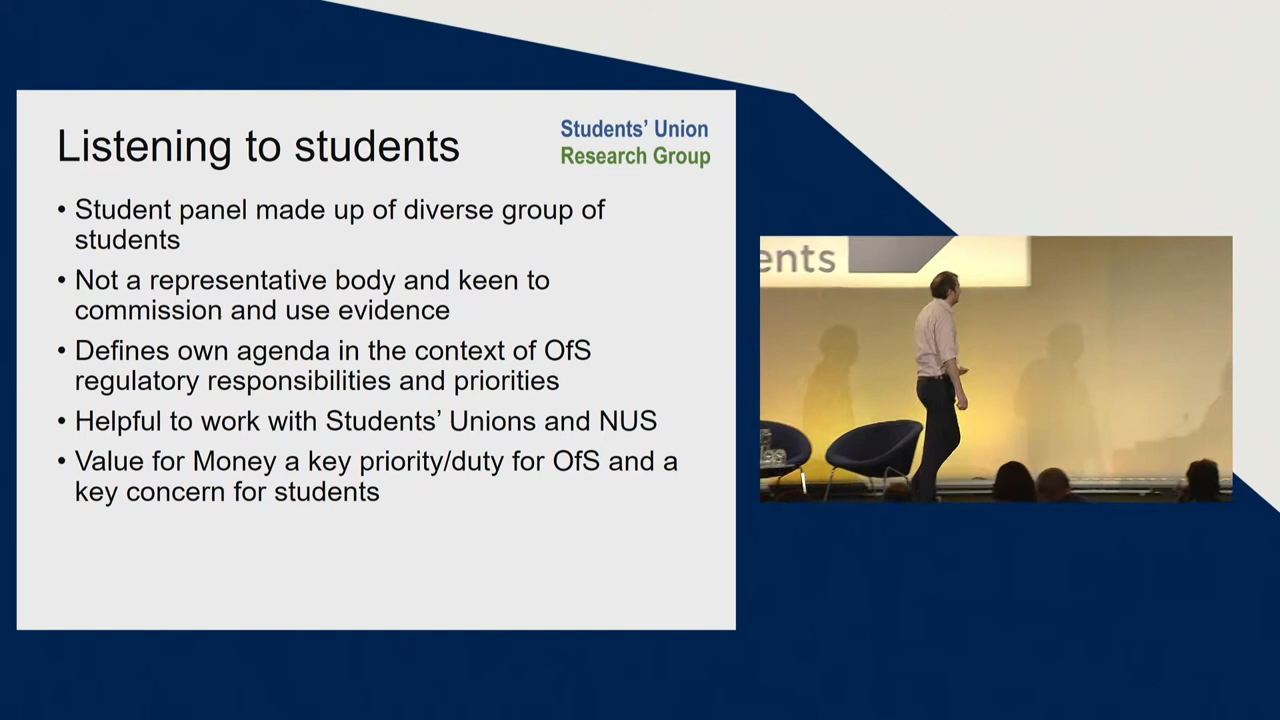 Listening to students
Students’ Union
Research Group
• Student panel made up of diverse group of
students
• Not a representative body and keen to
commission and use evidence
• Defines own agenda in the context of OfS
regulatory responsibilities and priorities
• Helpful to work with Students’ Unions and NUS
• Value for Money a key priority/duty for OfS and a
key concern for students
ents